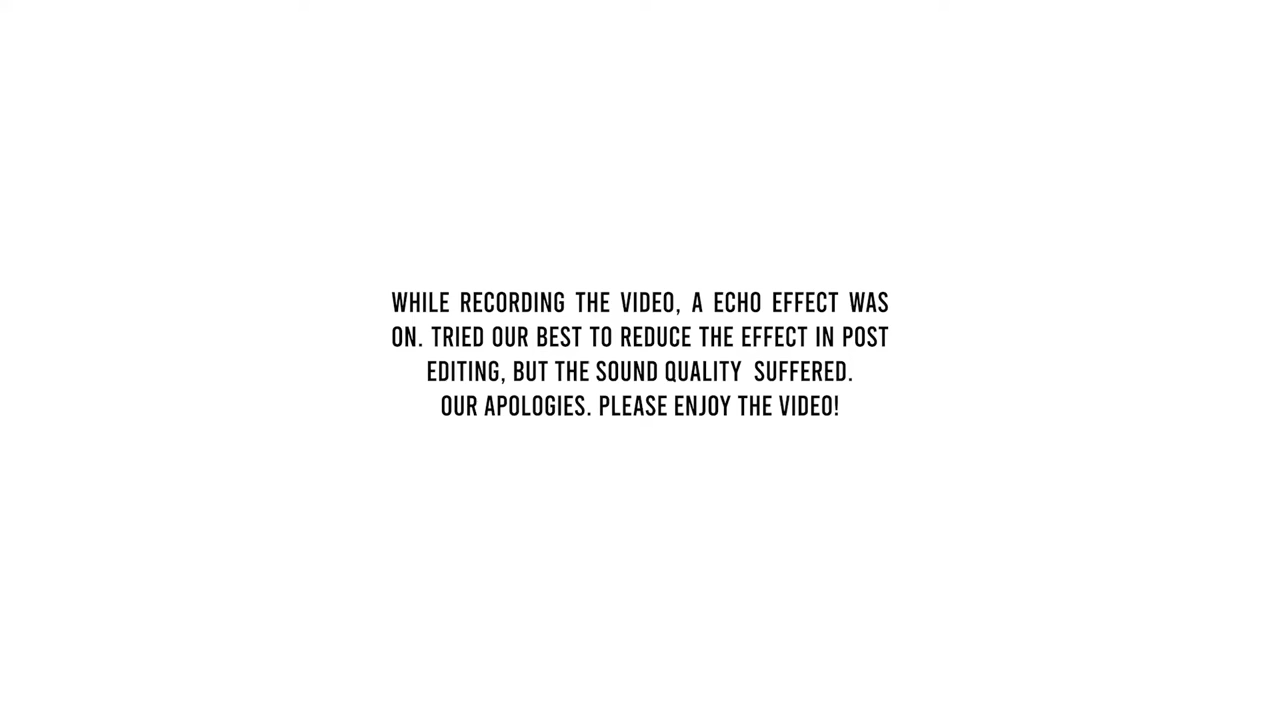 WHILE RECORDING THE VIDEO, A ECHO EFFECT WAS
ON. TRIED OUR BEST TO REDUCE THE EFFECT IN POST
EDITING, BUT THE SOUND QUALITY SUFFERED.
OUR APOLOGIES. PLEASE ENJOY THE VIDEO!